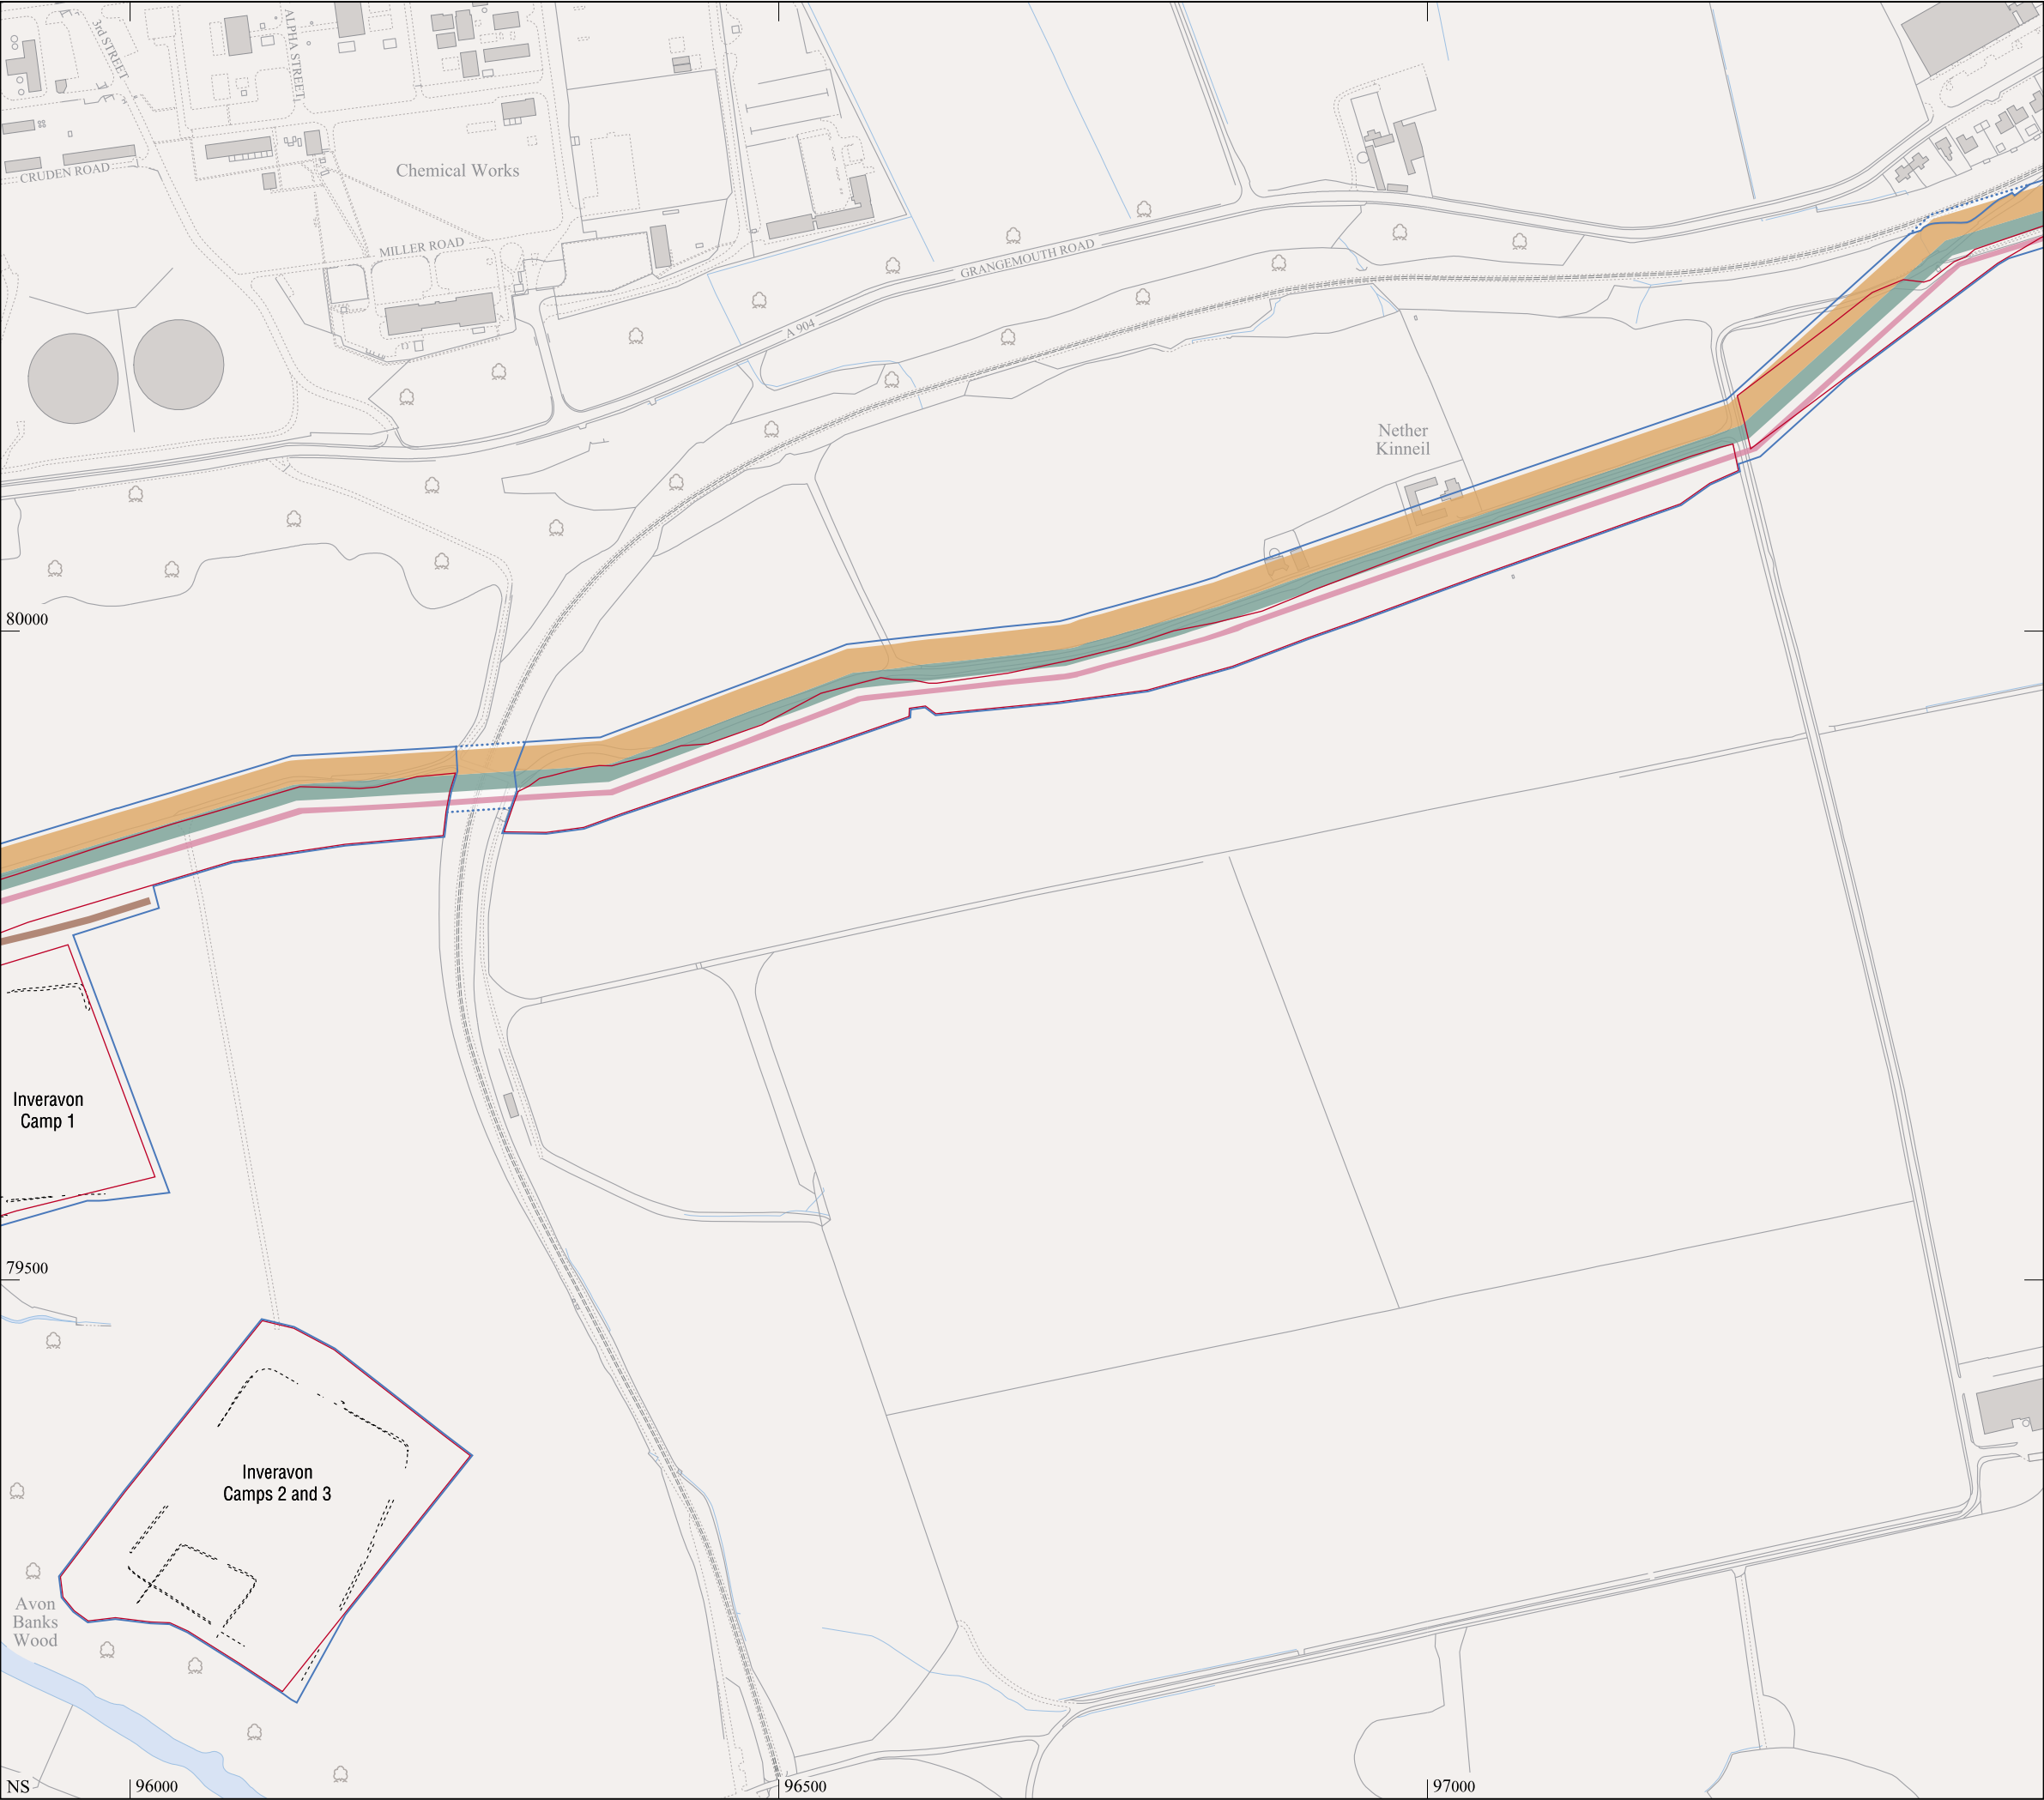 3rd STREET
ALPHA STREET
CRUDEN ROAD
Chemical Works
MILLER ROAD
GRANGEMOUTH ROAD
A 904
Nether
Kinneil
80000
Inveravon
Camp 1
79500
Inveravon
Camps 2 and 3
Avon
Banks
Wood
NS
96000
96500
97000